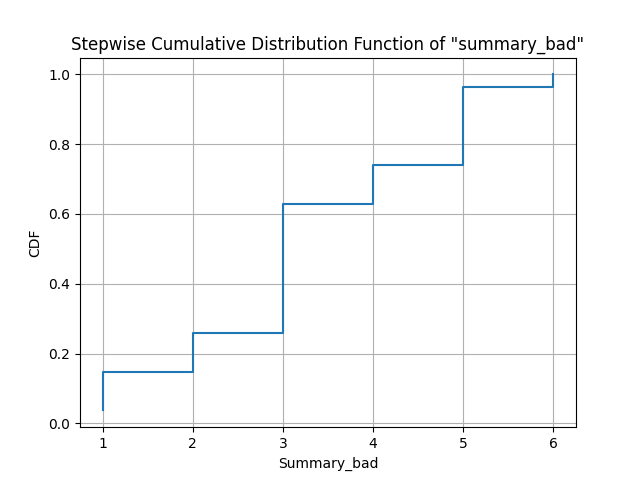 Stepwise Cumulative Distribution Function of "summary_bad"
1.0
0.8
0.6
0.4
0.2
0.0
CDF
1 2 3 4 5 6
Summary_bad